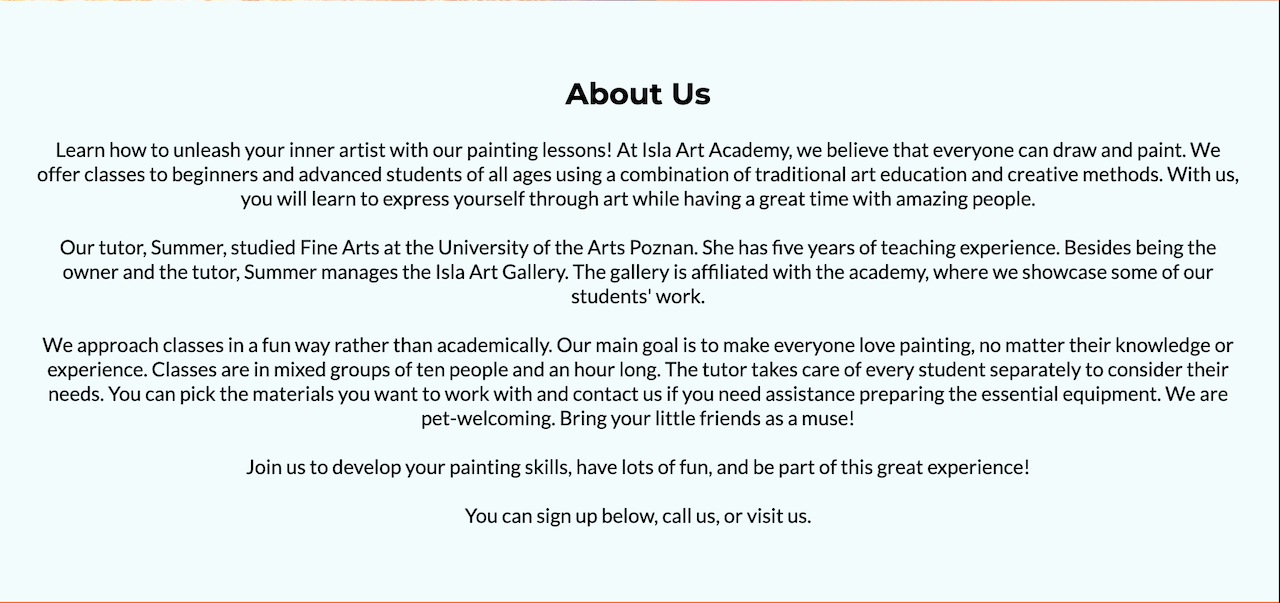 About Us
Learn how to unleash your inner artist with our painting lessons! At Isla Art Academy, we believe that everyone can draw and paint. We
offer classes to beginners and advanced students of all ages using a combination of traditional art education and creative methods. With us,
you will learn to express yourself through art while having a great time with amazing people.
Our tutor, Summer, studied Fine Arts at the University of the Arts Poznan. She has five years of teaching experience. Besides being the
owner and the tutor, Summer manages the Isla Art Gallery. The gallery is affiliated with the academy, where we showcase some of our
students' work.
We approach classes in a fun way rather than academically. Our main goal is to make everyone love painting, no matter their knowledge or
experience. Classes are in mixed groups of ten people and an hour long. The tutor takes care of every student separately to consider their
needs. You can pick the materials you want to work with and contact us if you need assistance preparing the essential equipment. We are
pet-welcoming. Bring your little friends as a muse!
Join us to develop your painting skills, have lots of fun, and be part of this great experience!
You can sign up below, call us, or visit us.